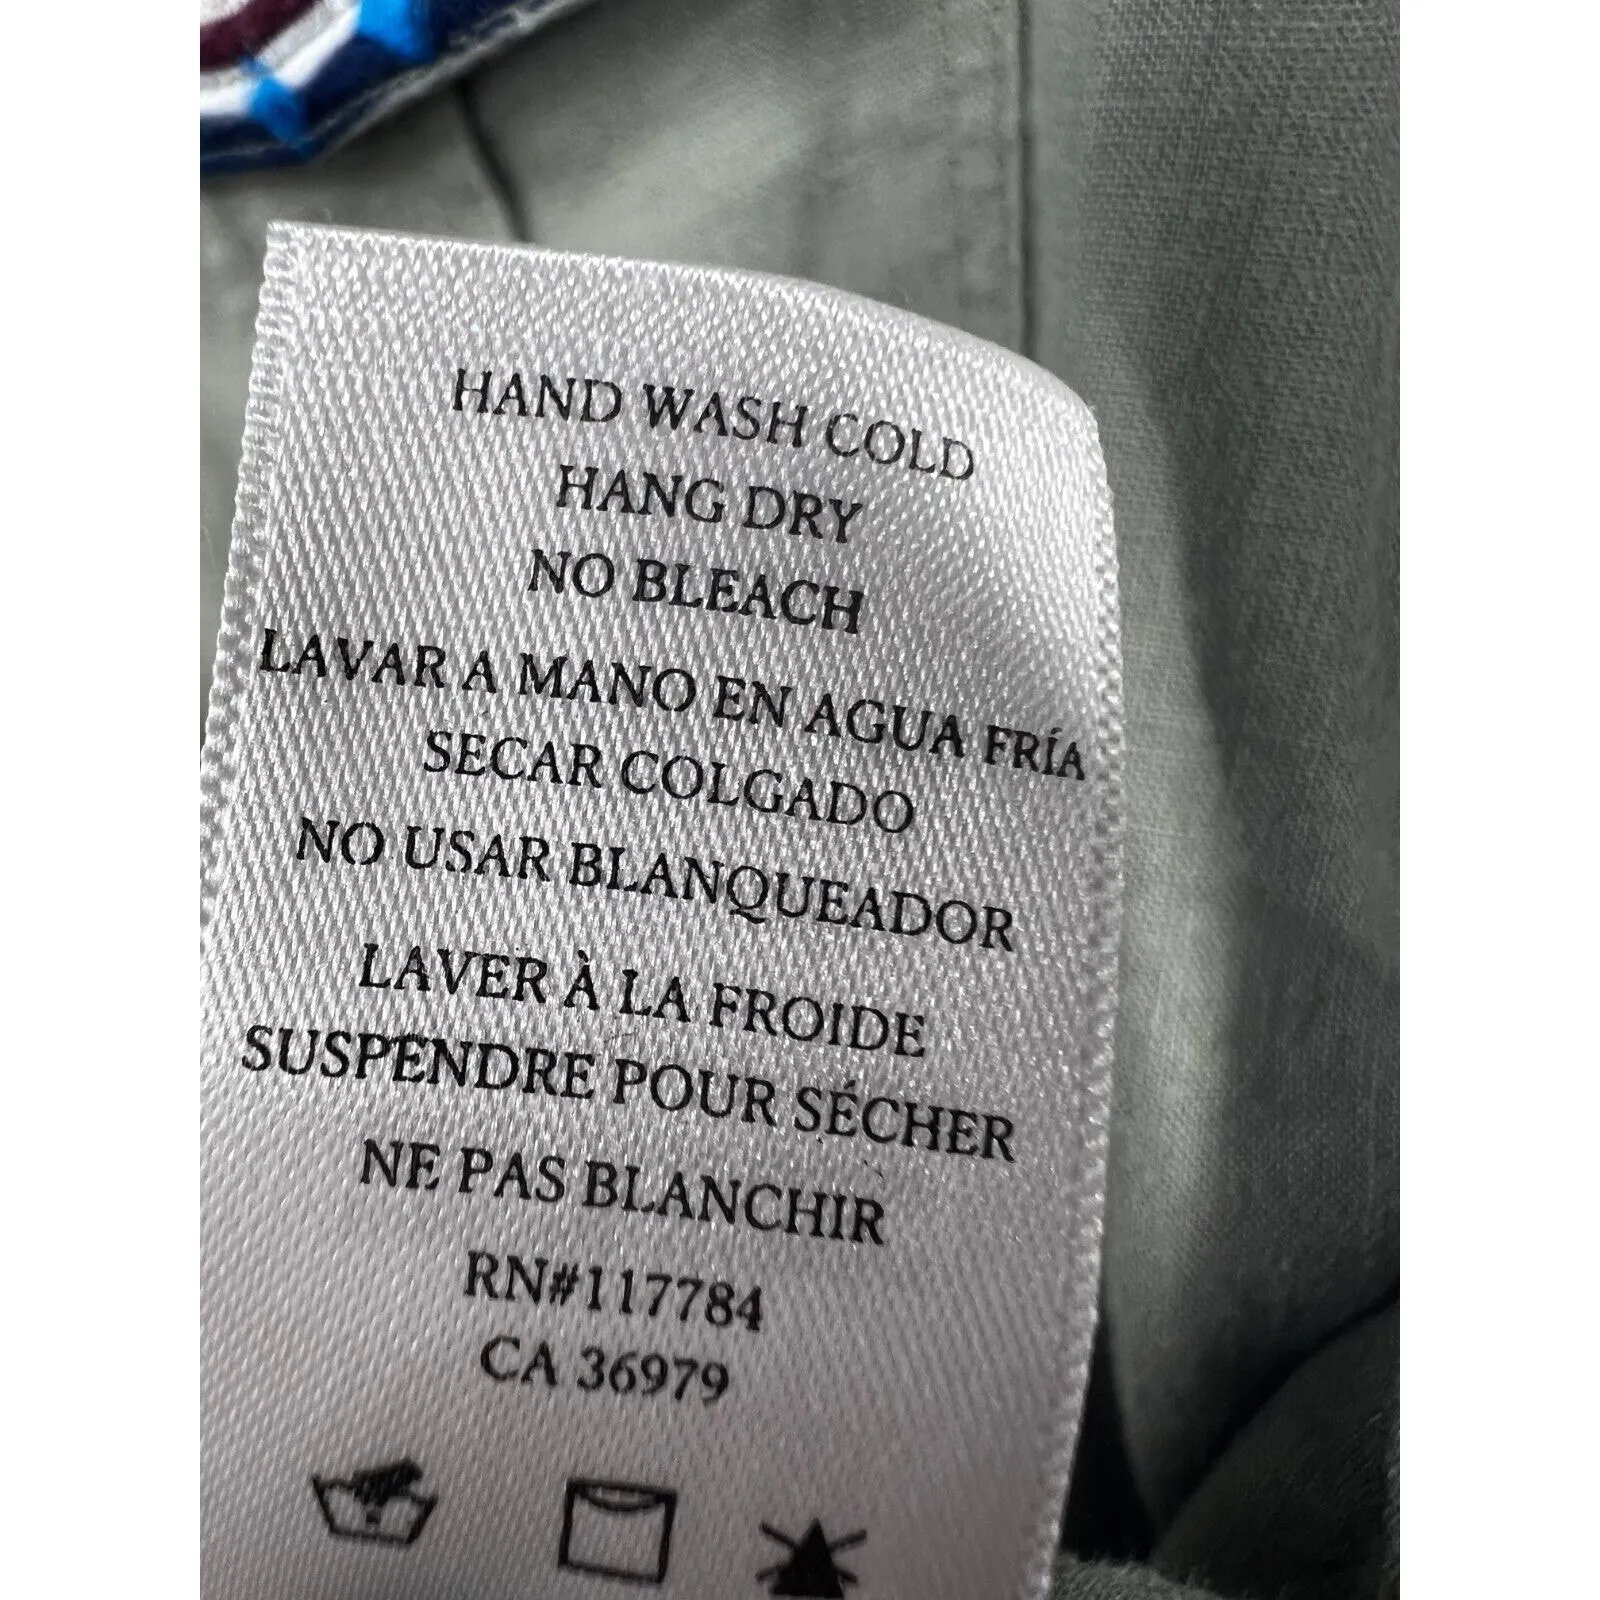 HAND WASH COLD
HANG DRY
NO BLEACH
LAVAR A MANO EN AGUA FRÍA
SECAR COLGADO
NO USAR BLANQUEADOR
LAVER À LA FROIDE
SUSPENDRE POUR SÉCHER
NE PAS BLANCHIR
RN#117784
CA 36979